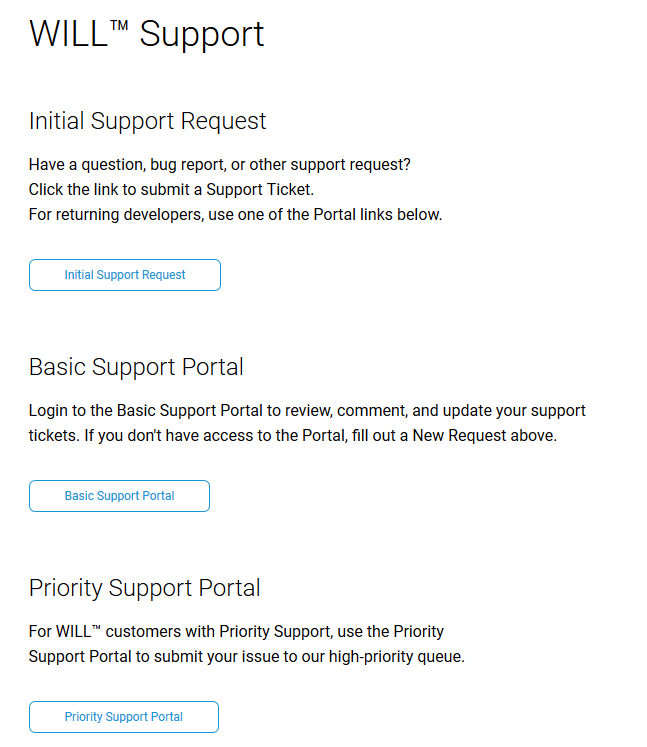 WILL™ Support
Initial Support Request
Have a question, bug report, or other support request?
Click the link to submit a Support Ticket.
For returning developers, use one of the Portal links below.
Initial Support Request
Basic Support Portal
Login to the Basic Support Portal to review, comment, and update your support
tickets. If you don't have access to the Portal, fill out a New Request above.
Basic Support Portal
Priority Support Portal
For WILL™ customers with Priority Support, use the Priority
Support Portal to submit your issue to our high-priority queue.
Priority Support Portal